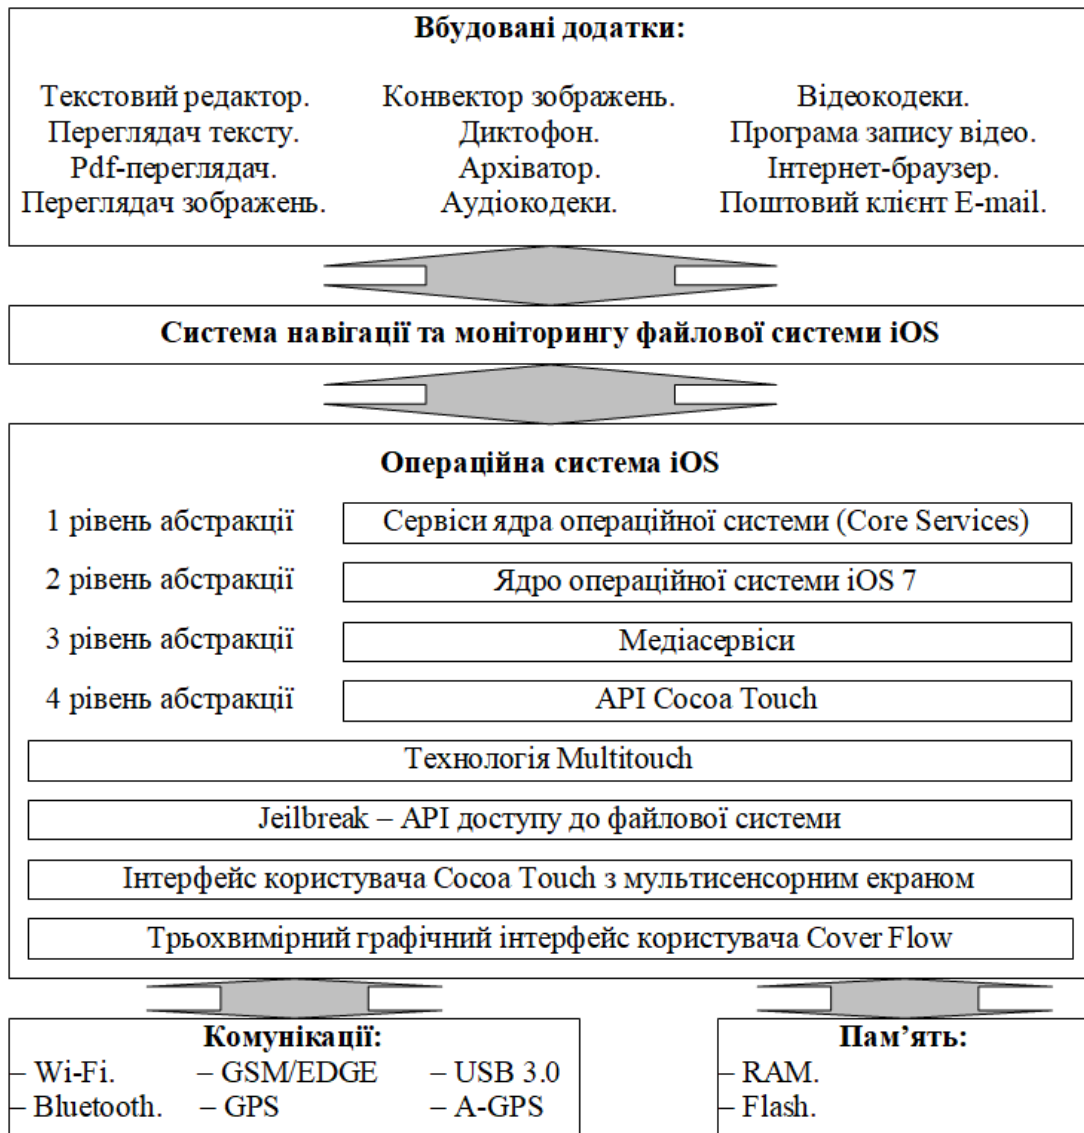 Вбудовані додатки:
Текстовий редактор. Конвектор зображень. Відеокодеки.
Переглядач тексту. Диктофон. Програма запису відео.
Pdf-переглядач. Архіватор. Інтернет-браузер.
Переглядач зображень. Аудіокодеки. Поштовий клієнт E-mail.
Система навігації та моніторингу файлової системи iOS
Операційна система iOS
1 рівень абстракції Сервіси ядра операційної системи (Core Services)
2 рівень абстракції Ядро операційної системи iOS 7
3 рівень абстракції Медіасервіси
4 рівень абстракції API Cocoa Touch
Технологія Multitouch
Jeilbreak – API доступу до файлової системи
Інтерфейс користувача Cocoa Touch з мультисенсорним екраном
Трьохвимірний графічний інтерфейс користувача Cover Flow
Комунікації:
– Wi-Fi. – GSM/EDGE – USB 3.0
– Bluetooth. – GPS – A-GPS
Пам’ять:
– RAM.
– Flash.